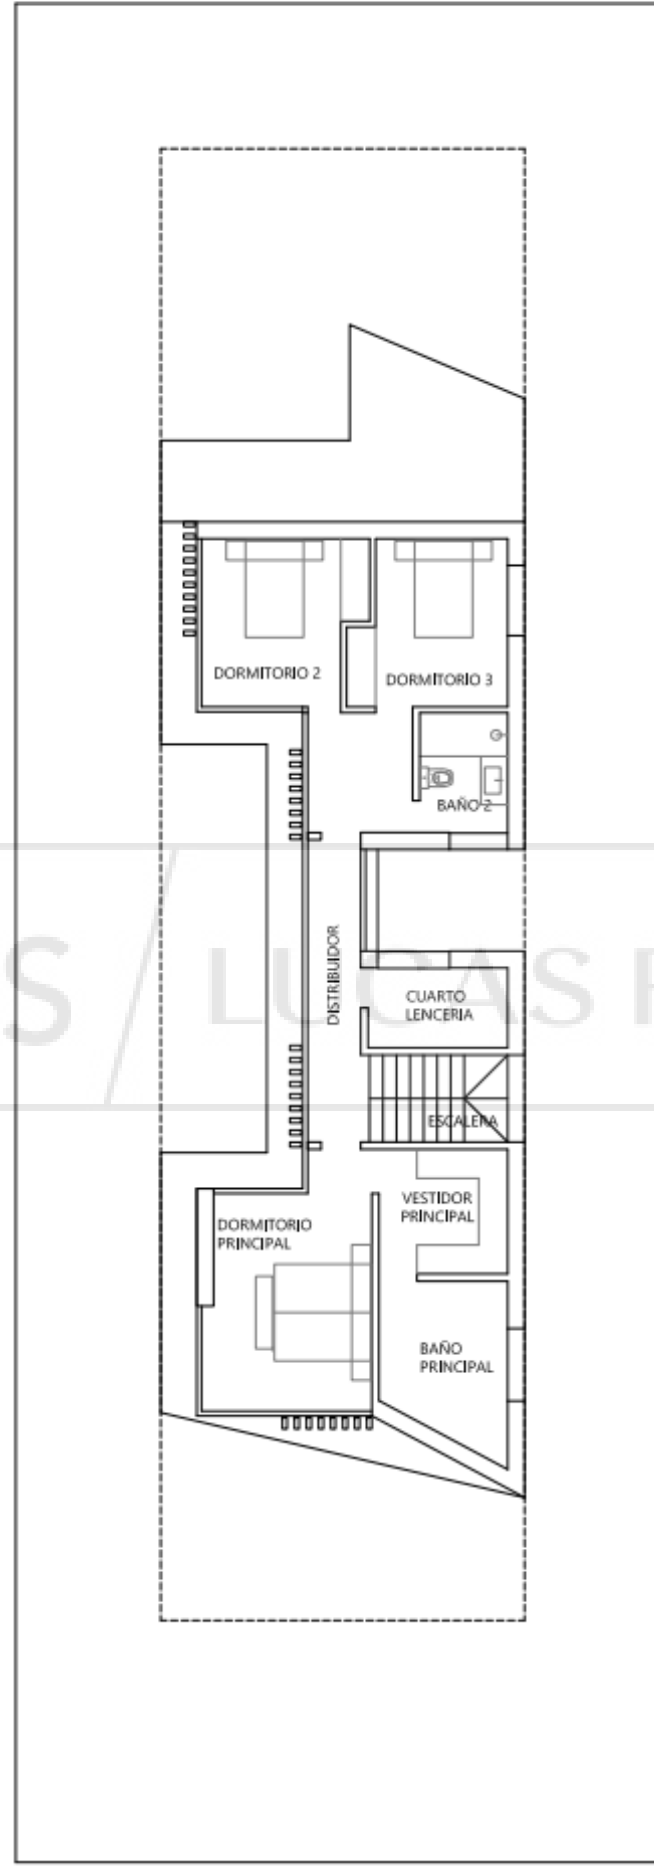 DORMITORIO 2
DORMITORIO 3
BAÑO 2
S / LUCAS F
DISTRIBUIDOR
CUARTO
LENCERIA
ESCALERA
VESTIDOR
PRINCIPAL
DORMITORIO
PRINCIPAL
BAÑO
PRINCIPAL